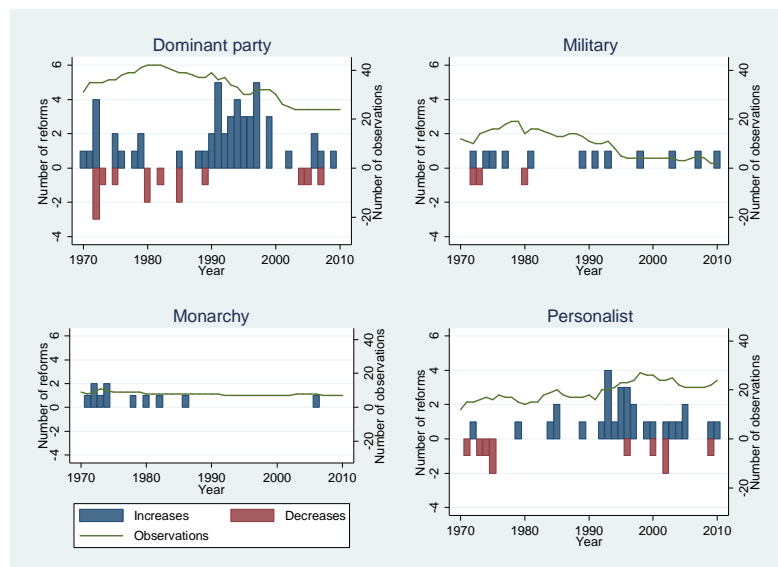 Dominant party
6
4
2
0
-2
-4
Number of reforms
40
20
0
-20
Number of observations
1970 1980 1990 2000 2010
Year
Military
6
4
2
0
-2
-4
Number of reforms
40
20
0
-20
Number of observations
1970 1980 1990 2000 2010
Year
Monarchy
6
4
2
0
-2
-4
Number of reforms
40
20
0
-20
Number of observations
1970 1980 1990 2000 2010
Year
Personalist
6
4
2
0
-2
-4
Number of reforms
40
20
0
-20
Number of observations
1970 1980 1990 2000 2010
Year
Increases Decreases
Observations